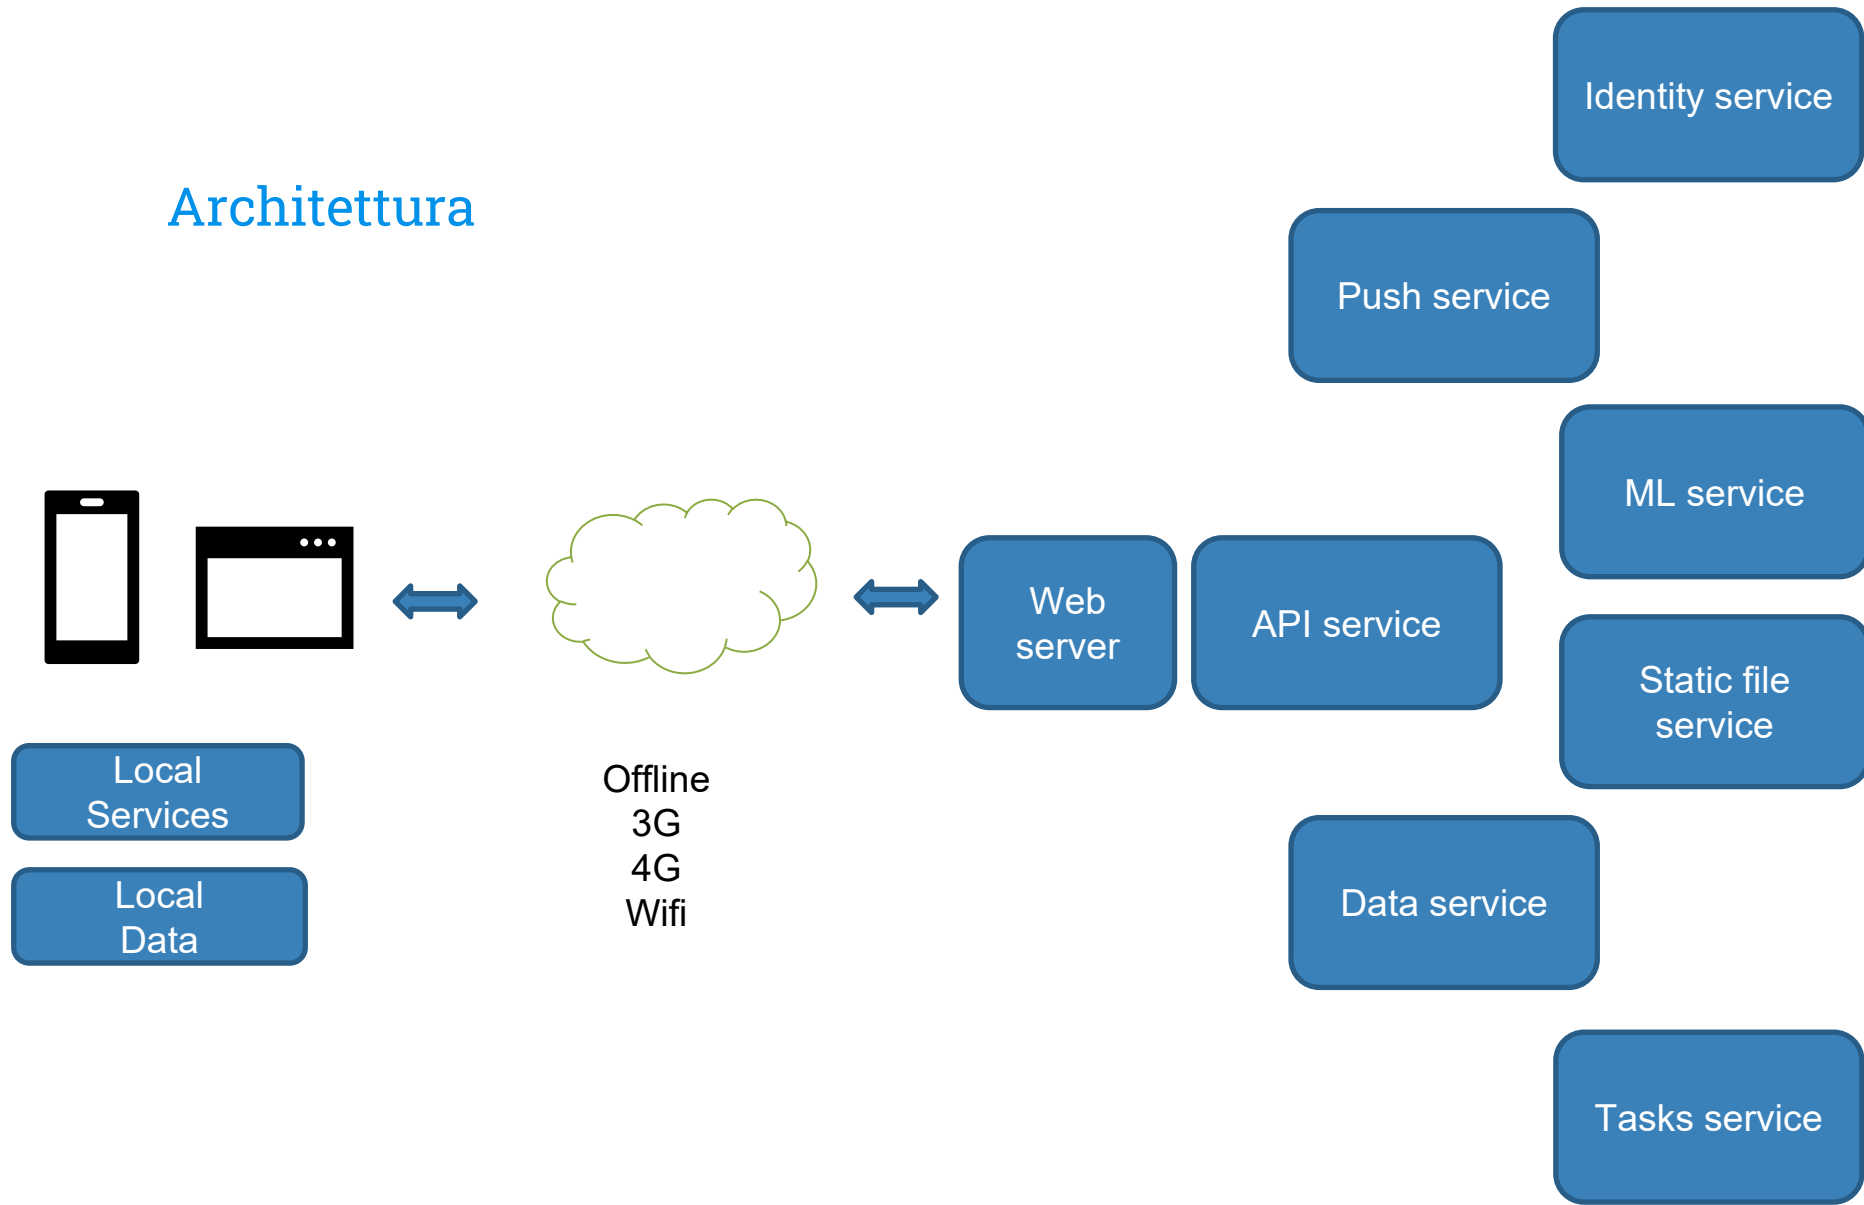 Architettura
Identity service
Push service
ML service
Web
server
API service
Static file
service
Local
Services
Local
Data
Offline
3G
4G
Wifi
Data service
Tasks service